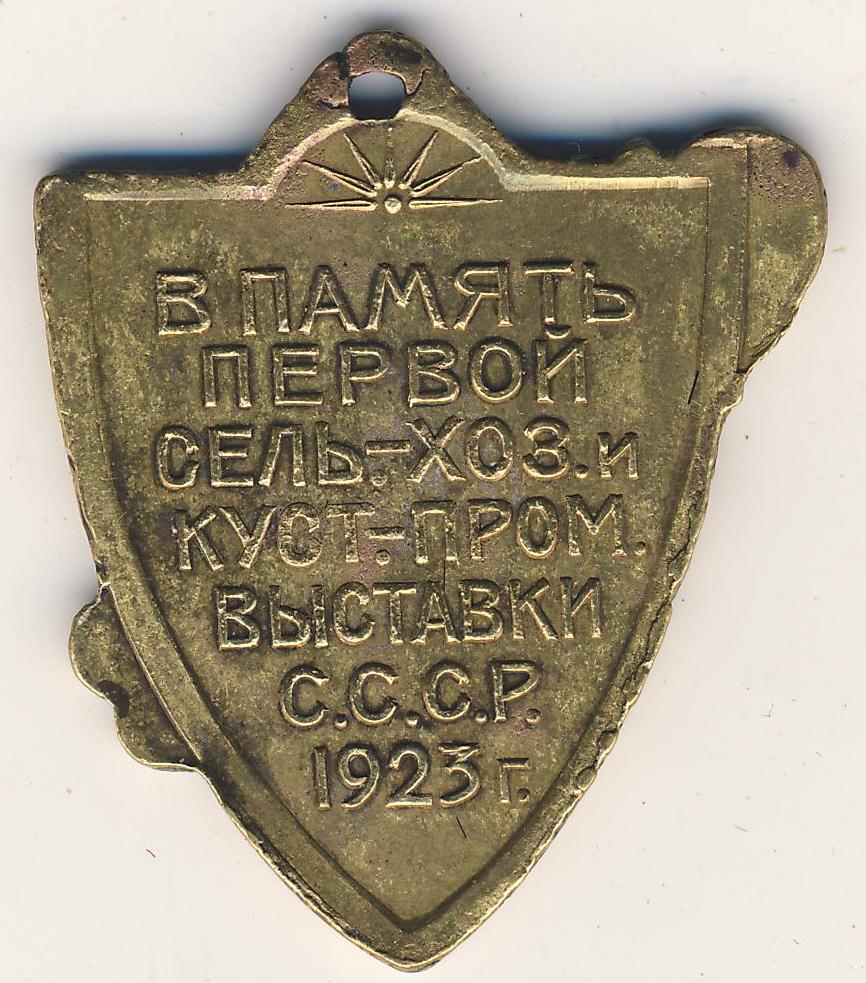 В ПАМЯТЬ
ПЕРВОЙ
СЕЛЬ.-ХОЗ. и
КУСТ.-ПРОМ.
ВЫСТАВКИ
С.С.С.Р.
1923 г.